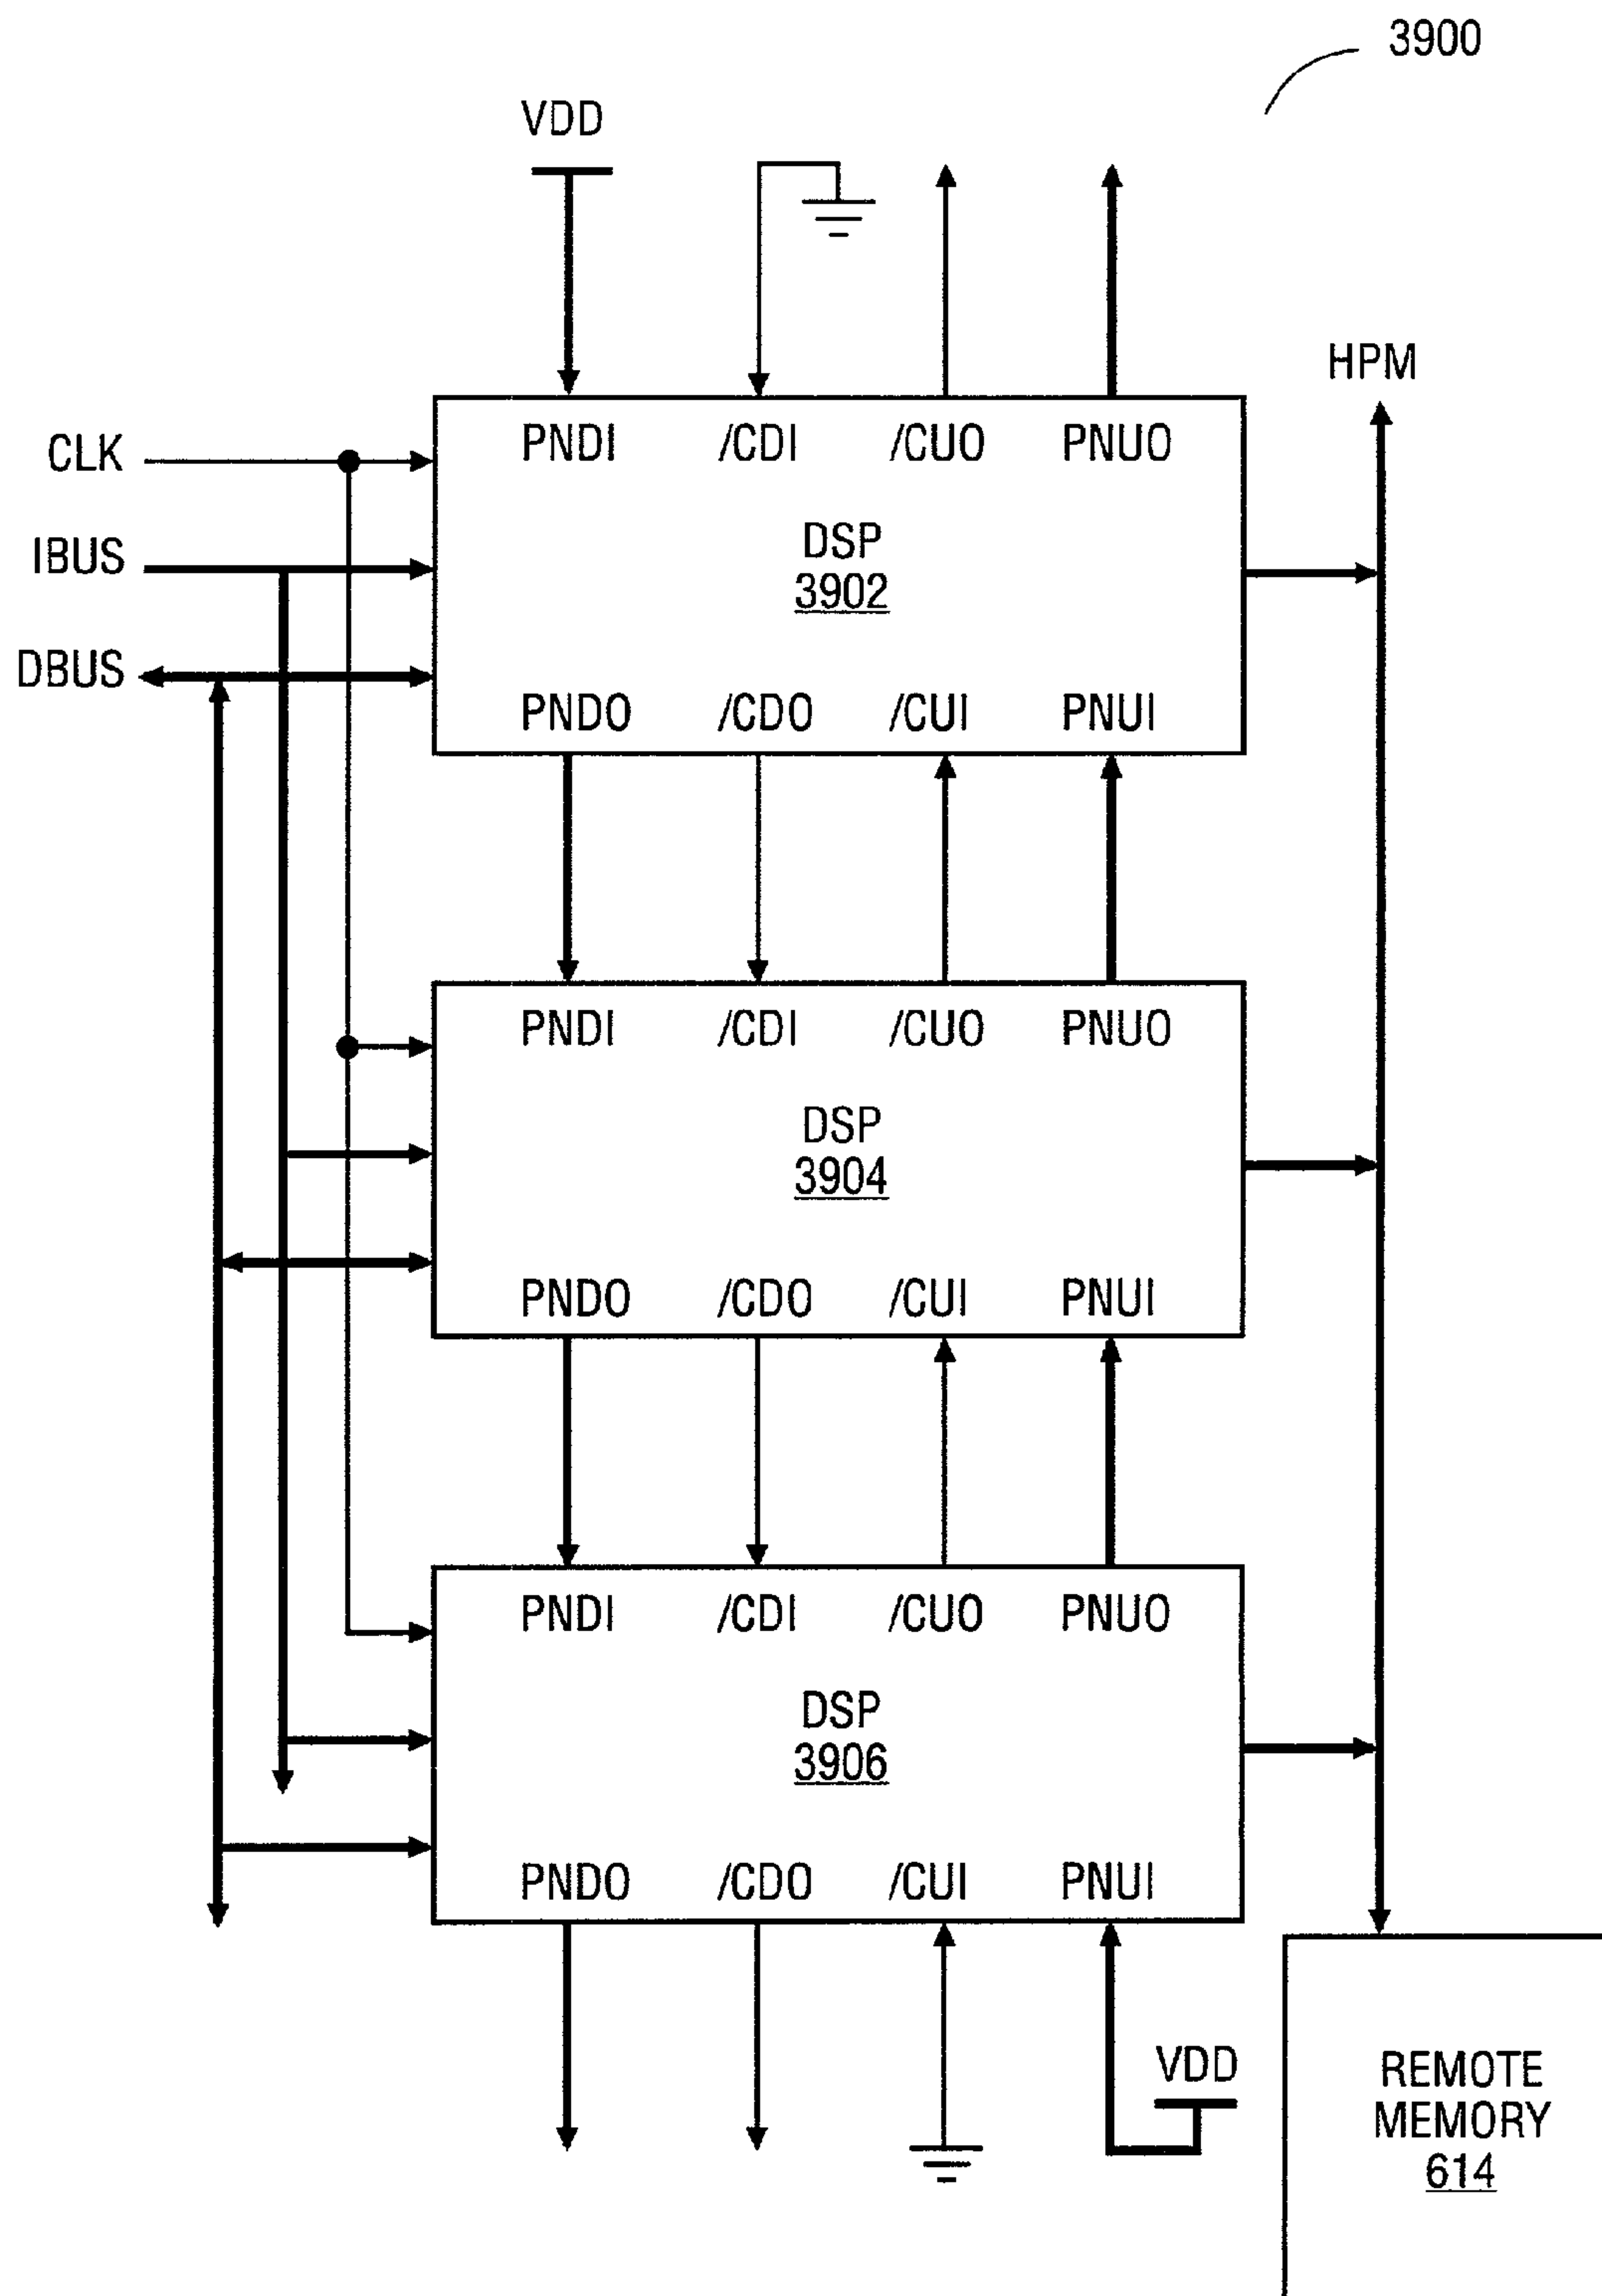 3900
VDD
HPM
CLK
IBUS
DBUS
PNDI /CDI /CUO PNUO
DSP
3902
PNDO /CDO /CUI PNUI
PNDI /CDI /CUO PNUO
DSP
3904
PNDO /CDO /CUI PNUI
PNDI /CDI /CUO PNUO
DSP
3906
PNDO /CDO /CUI PNUI
VDD
REMOTE
MEMORY
614